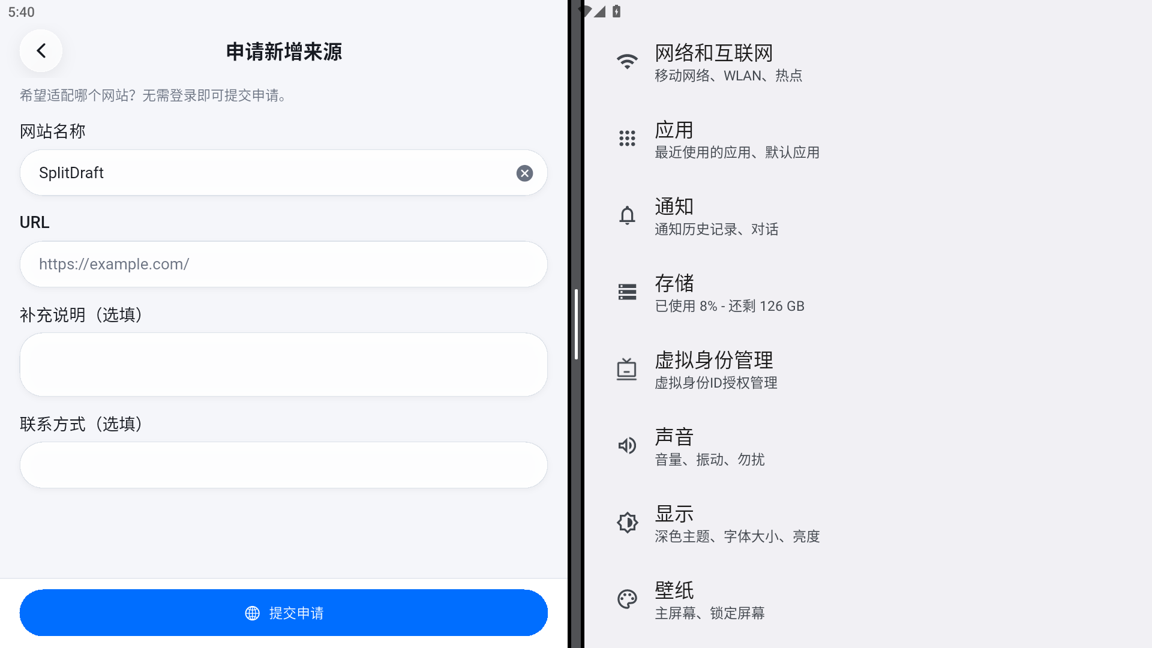 5:40
申请新增来源
希望适配哪个网站？无需登录即可提交申请。
网站名称
SplitDraft
URL
https://example.com/
补充说明（选填）
联系方式（选填）
提交申请
网络和互联网
移动网络、WLAN、热点
应用
最近使用的应用、默认应用
通知
通知历史记录、对话
存储
已使用 8% - 还剩 126 GB
虚拟身份管理
虚拟身份ID授权管理
声音
音量、振动、勿扰
显示
深色主题、字体大小、亮度
壁纸
主屏幕、锁定屏幕